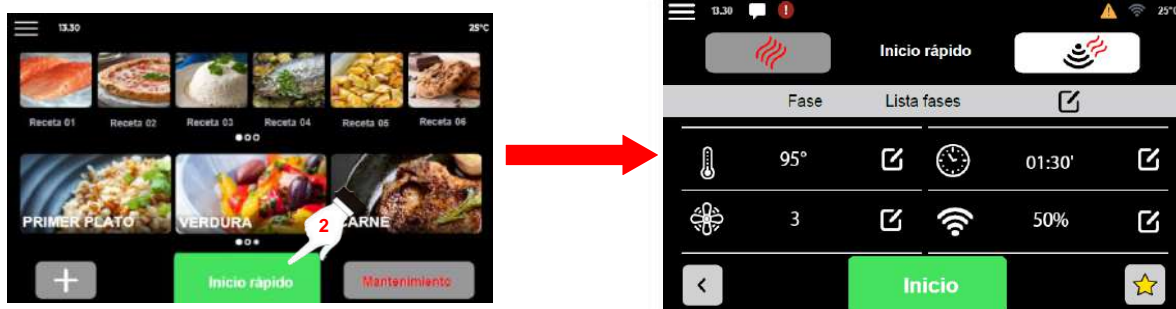 13.30
25°C
Receta 01 Receta 02 Receta 03 Receta 04 Receta 05 Receta 06
PRIMER PLATO VERDURA CARNE
2
Inicio rápido Mantenimiento
13.30
25°C
Inicio rápido
Fase Lista fases
95° 01:30'
3 50%
Inicio